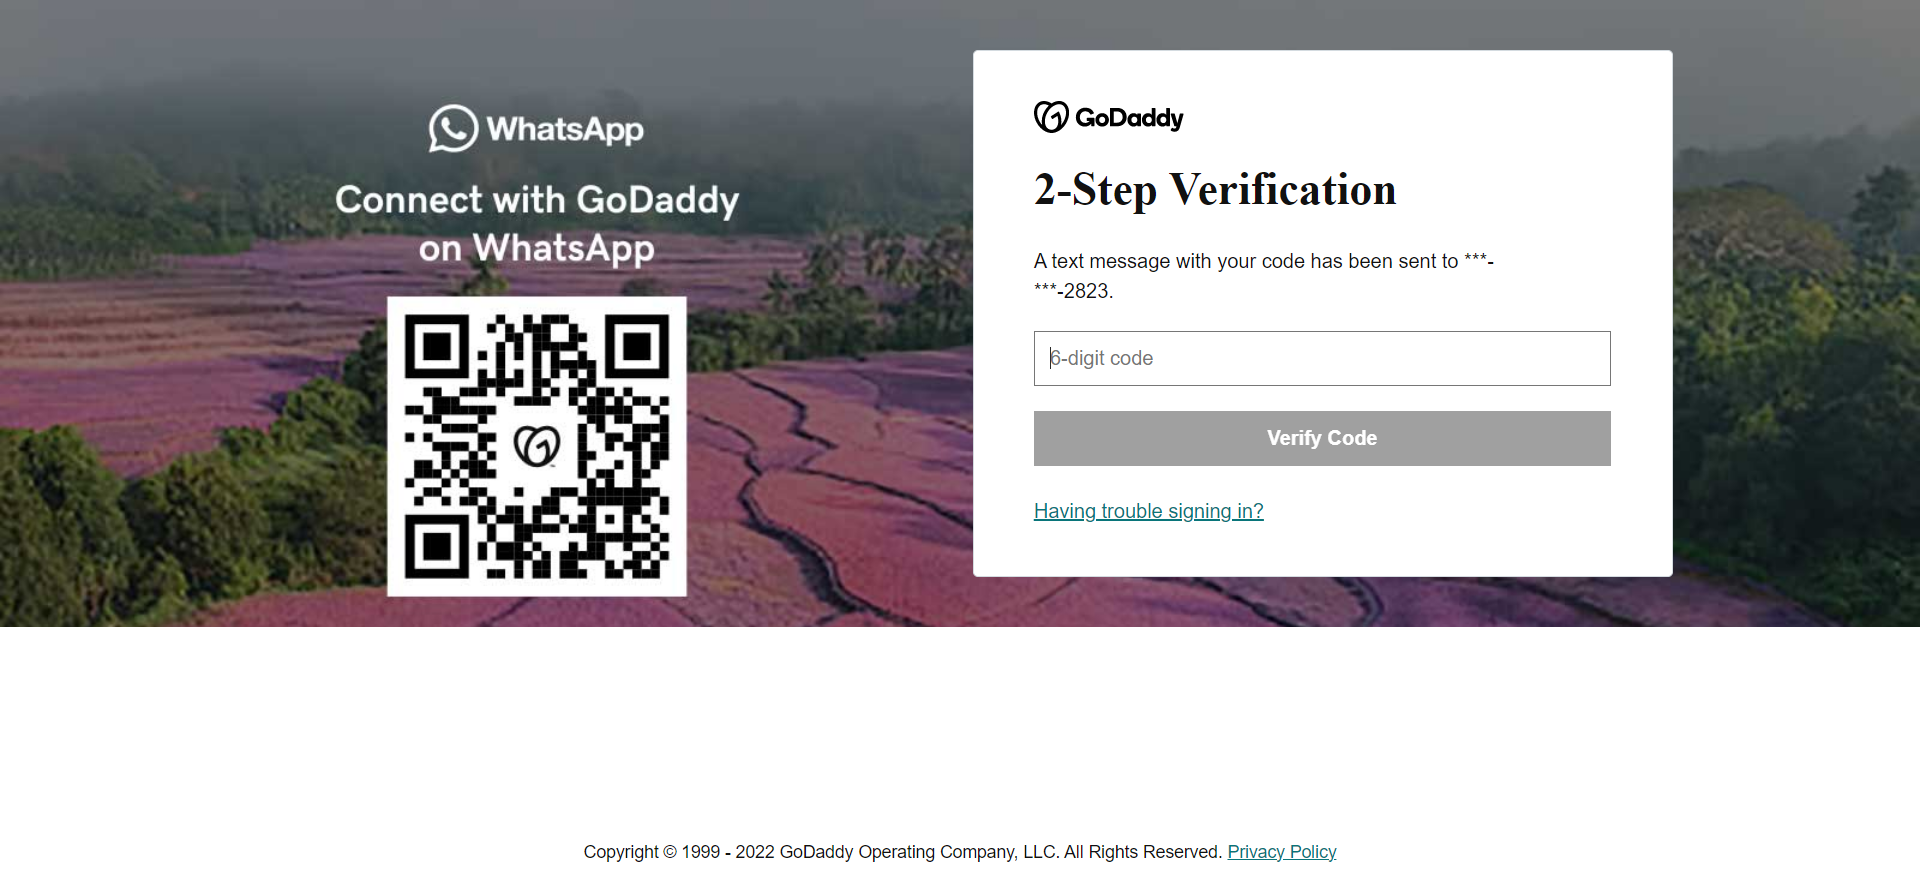 WhatsApp
Connect with GoDaddy
on WhatsApp
GoDaddy
2-Step Verification
A text message with your code has been sent to ***-
***-2823.
6-digit code
Verify Code
Having trouble signing in?
Copyright © 1999 - 2022 GoDaddy Operating Company, LLC. All Rights Reserved. Privacy Policy